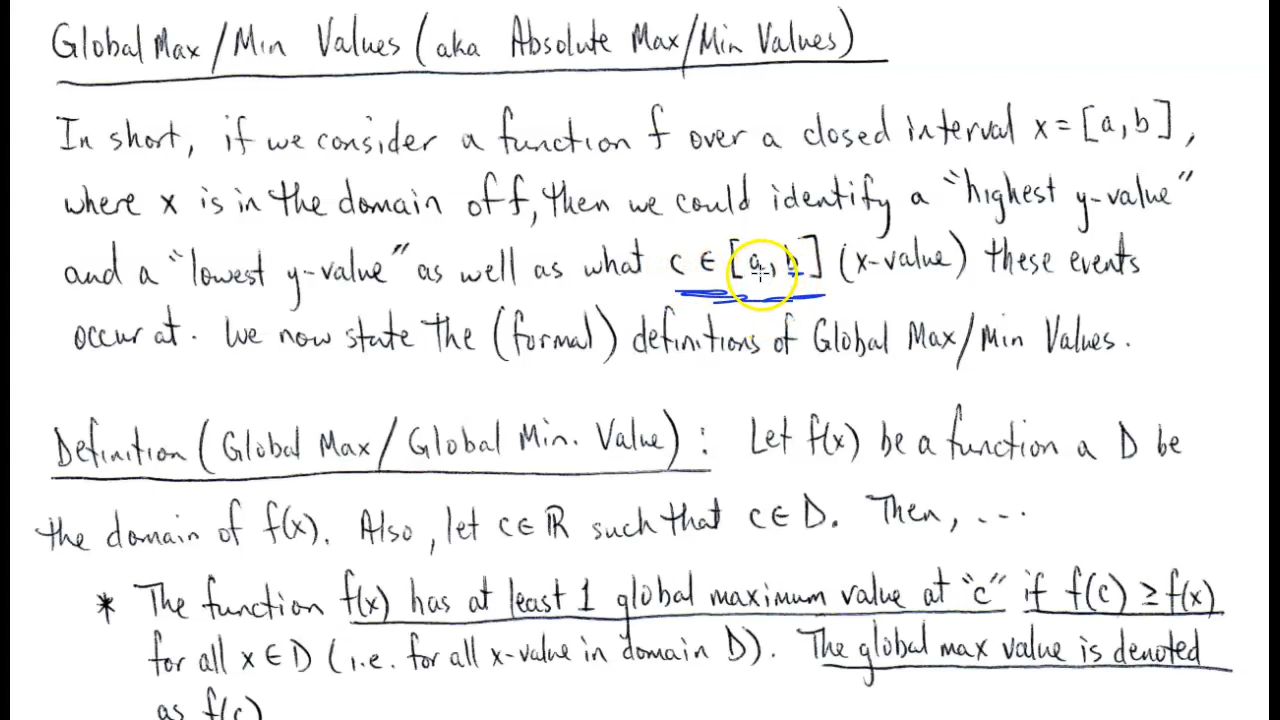 Global Max/Min Values (aka Absolute Max/Min Values)
In short, if we consider a function f over a closed interval x = [a, b],
where x is in the domain of f, then we could identify a "highest y-value"
and a "lowest y-value" as well as what c ∈ [a, b] (x-value) these events
occur at. We now state the (formal) definitions of Global Max/Min Values.
Definition (Global Max/Global Min. Value): Let f(x) be a function a D be
the domain of f(x). Also, let c ∈ ℝ such that c ∈ D. Then, ...
* The function f(x) has at least 1 global maximum value at "c" if f(c) ≥ f(x)
for all x ∈ D (i.e. for all x-value in domain D). The global max value is denoted
as f(c)